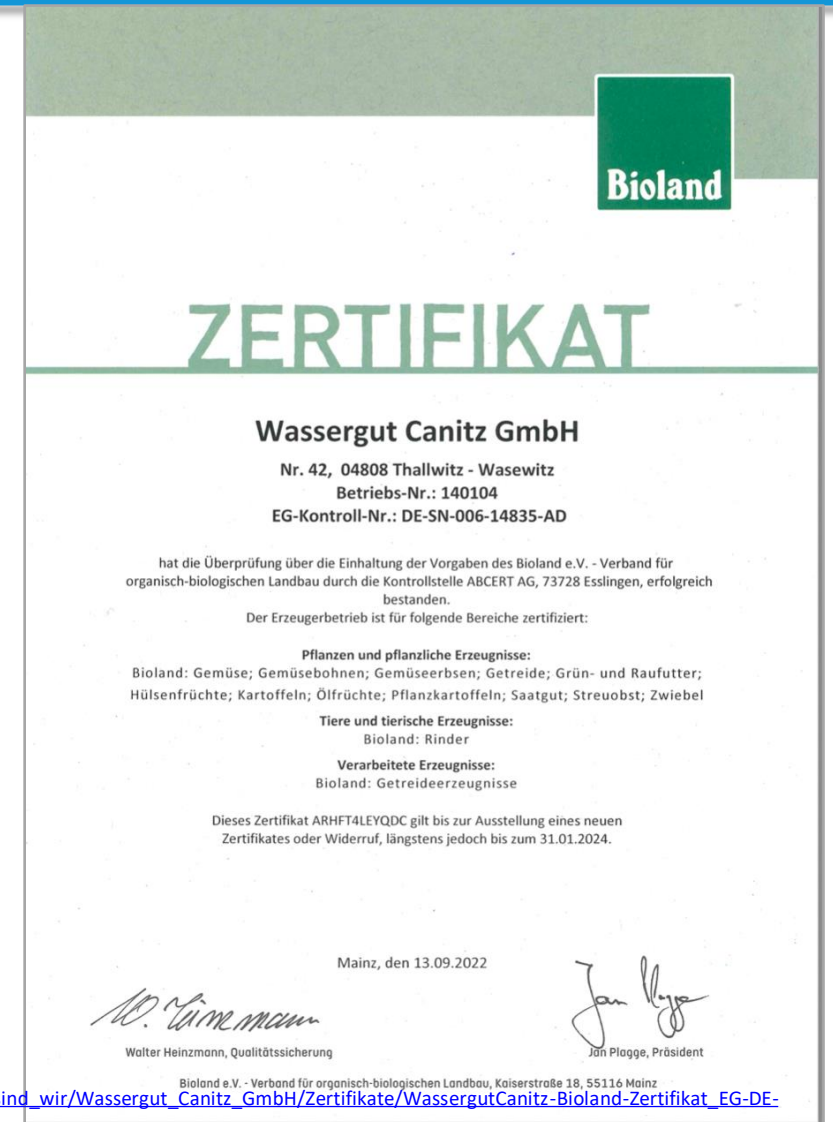 Bioland
ZERTIFIKAT
Wassergut Canitz GmbH
Nr. 42, 04808 Thallwitz - Wasewitz
Betriebs-Nr.: 140104
EG-Kontroll-Nr.: DE-SN-006-14835-AD
hat die Überprüfung über die Einhaltung der Vorgaben des Bioland e.V. - Verband für
organisch-biologischen Landbau durch die Kontrollstelle ABCERT AG, 73728 Esslingen, erfolgreich
bestanden.
Der Erzeugerbetrieb ist für folgende Bereiche zertifiziert:
Pflanzen und pflanzliche Erzeugnisse:
Bioland: Gemüse; Gemüsebohnen; Gemüseerbsen; Getreide; Grün- und Raufutter;
Hülsenfrüchte; Kartoffeln; Ölfrüchte; Pflanzkartoffeln; Saatgut; Streuobst; Zwiebel
Tiere und tierische Erzeugnisse:
Bioland: Rinder
Verarbeitete Erzeugnisse:
Bioland: Getreideerzeugnisse
Dieses Zertifikat ARHFT4LEYQDC gilt bis zur Ausstellung eines neuen
Zertifikates oder Widerruf, längstens jedoch bis zum 31.01.2024.
Mainz, den 13.09.2022
W. Heinzmann
Jan Plagge
Walter Heinzmann, Qualitätssicherung
Jan Plagge, Präsident
Bioland e.V. - Verband für organisch-biologischen Landbau, Kaiserstraße 18, 55116 Mainz
ind_wir/Wassergut_Canitz_GmbH/Zertifikate/WassergutCanitz-Bioland-Zertifikat_EG-DE-